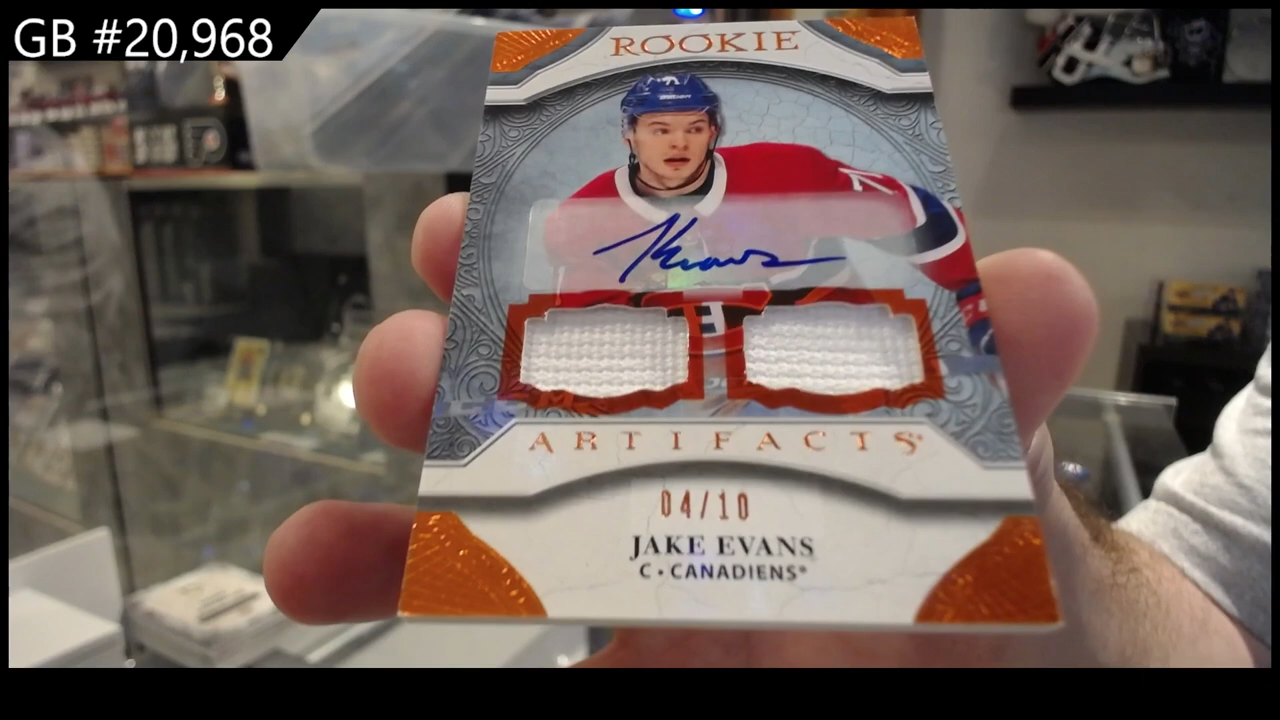 GB #20,968
ROOKIE
ARTIFACTS
04/10
JAKE EVANS
C • CANADIENS®